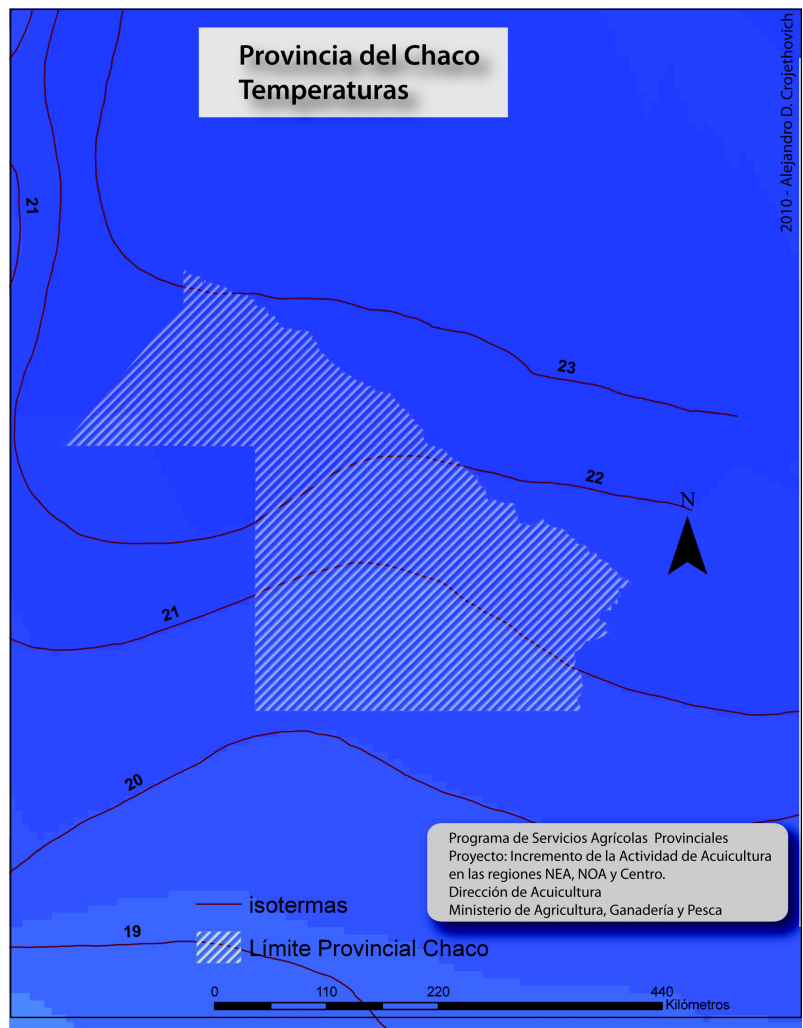 Provincia del Chaco
Temperaturas
2010 - Alejandro D. Crojethovich
21
23
22
N
21
20
Programa de Servicios Agrícolas Provinciales
Proyecto: Incremento de la Actividad de Acuicultura
en las regiones NEA, NOA y Centro.
Dirección de Acuicultura
Ministerio de Agricultura, Ganadería y Pesca
isotermas
19
Límite Provincial Chaco
0 110 220 440
Kilómetros